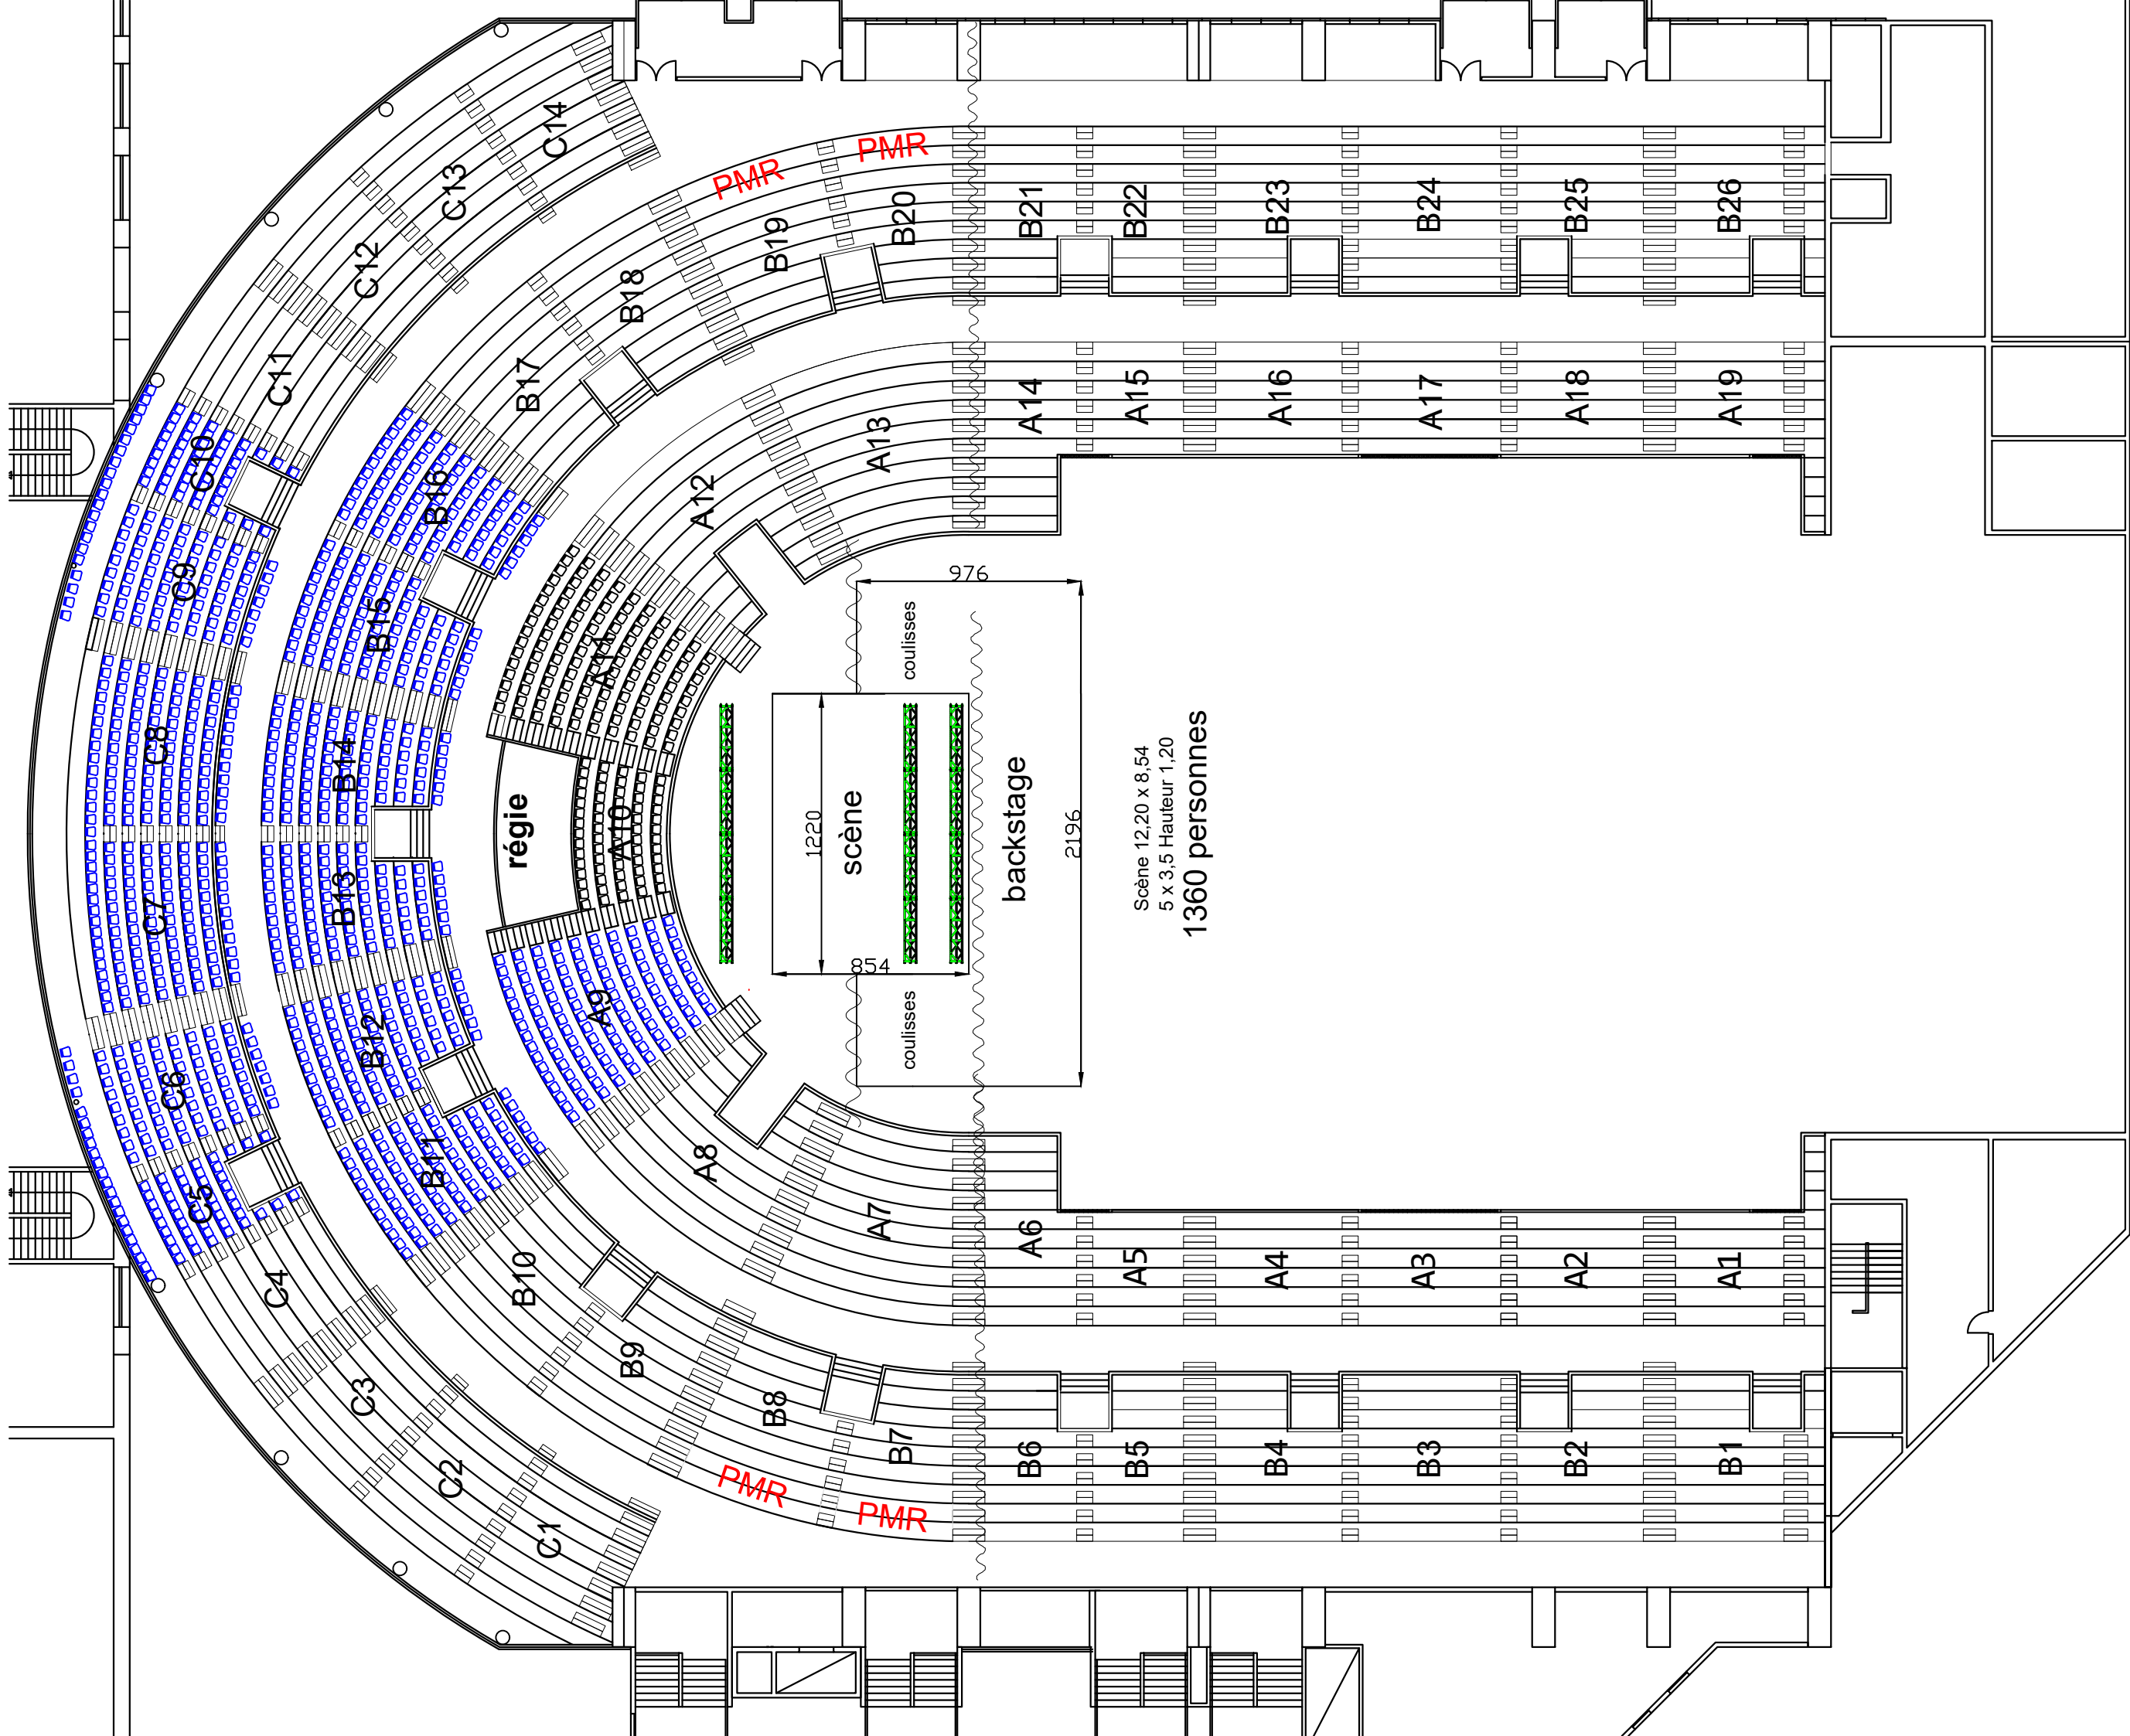 C14
C13
C12
C11
C10
C9
C8
C7
C6
C5
C4
C3
C2
C1
PMR
PMR
B26
B25
B24
B23
B22
B21
B20
B19
B18
B17
B16
B15
B14
B13
B12
B11
B10
B9
B8
B7
B6
B5
B4
B3
B2
B1
PMR
PMR
A19
A18
A17
A16
A15
A14
A13
A12
A11
A10
A9
A8
A7
A6
A5
A4
A3
A2
A1
régie
scène
backstage
coulisses
coulisses
976
1220
854
2196
Scène 12,20 x 8,54
5 x 3,5 Hauteur 1,20
1360 personnes